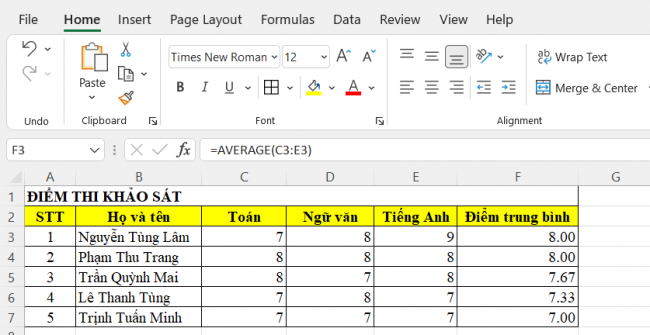 File Home Insert Page Layout Formulas Data Review View Help
Paste
Times New Roman 12
B I U A
ab Wrap Text
Merge & Center
Undo Clipboard Font Alignment
F3 fx =AVERAGE(C3:E3)
A B C D E F G
1 ĐIỂM THI KHẢO SÁT
2 STT Họ và tên Toán Ngữ văn Tiếng Anh Điểm trung bình
3 1 Nguyễn Tùng Lâm 7 8 9 8.00
4 2 Phạm Thu Trang 8 8 8 8.00
5 3 Trần Quỳnh Mai 8 7 8 7.67
6 4 Lê Thanh Tùng 7 8 7 7.33
7 5 Trịnh Tuấn Minh 7 7 7 7.00